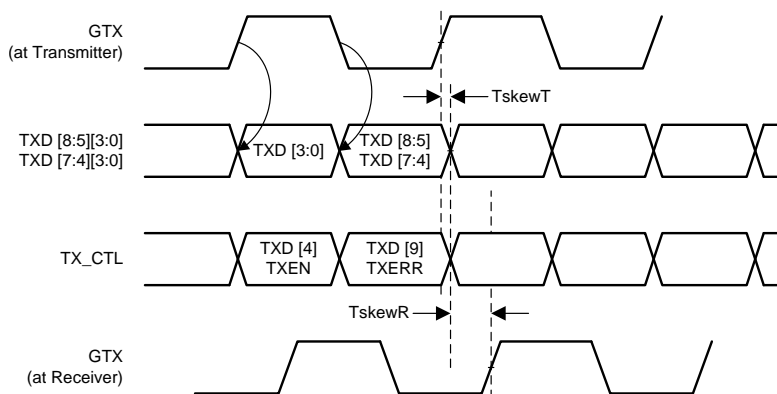 GTX
(at Transmitter)
TskewT
TXD [8:5][3:0]
TXD [7:4][3:0]
TXD [3:0]
TXD [8:5]
TXD [7:4]
TX_CTL
TXD [4]
TXEN
TXD [9]
TXERR
TskewR
GTX
(at Receiver)